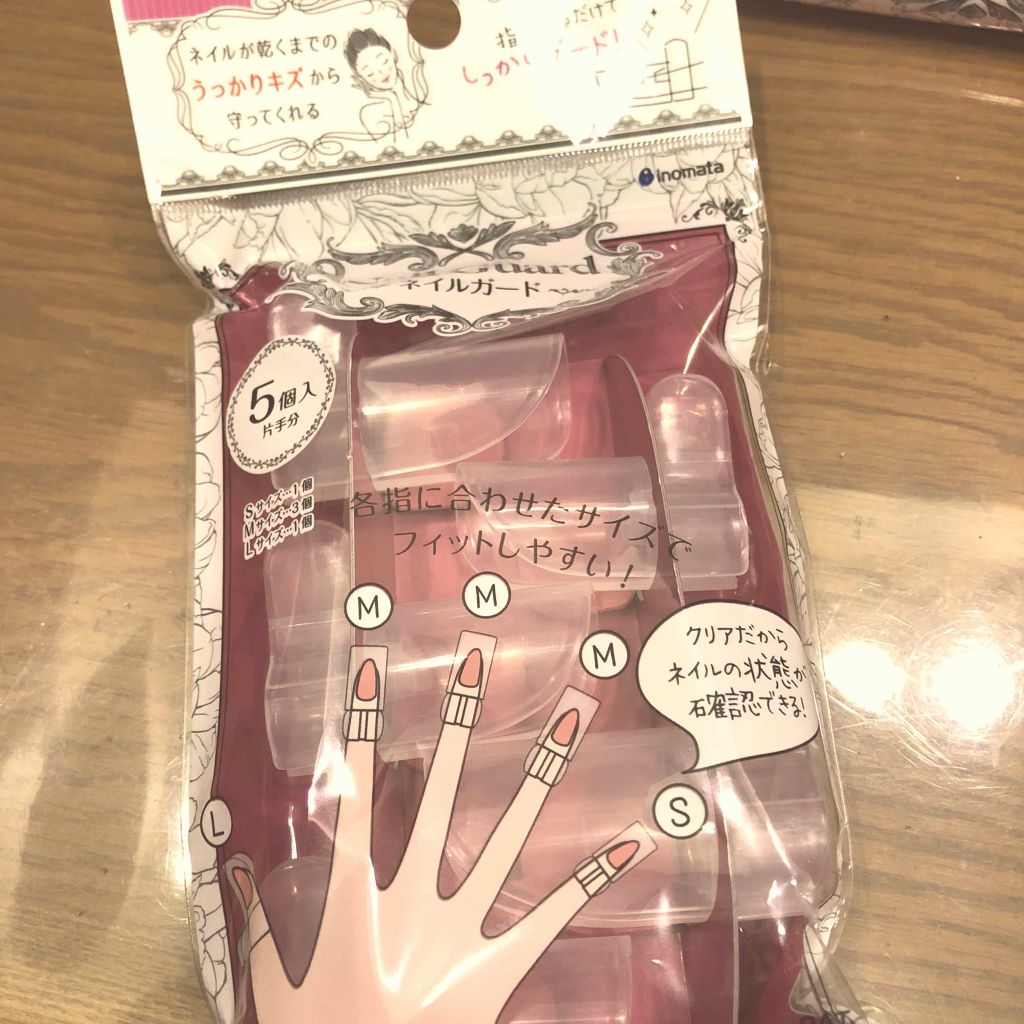 ネイルが乾くまでの
うっかりキズから
守ってくれる
指
だけで
inomata
Guard
ネイルガード
5個入
片手分
Sサイズ…1個
Mサイズ…3個
Lサイズ…1個
各指に合わせたサイズで
フィットしやすい!
M
M
M
S
L
クリアだから
ネイルの状態が
確認できる!